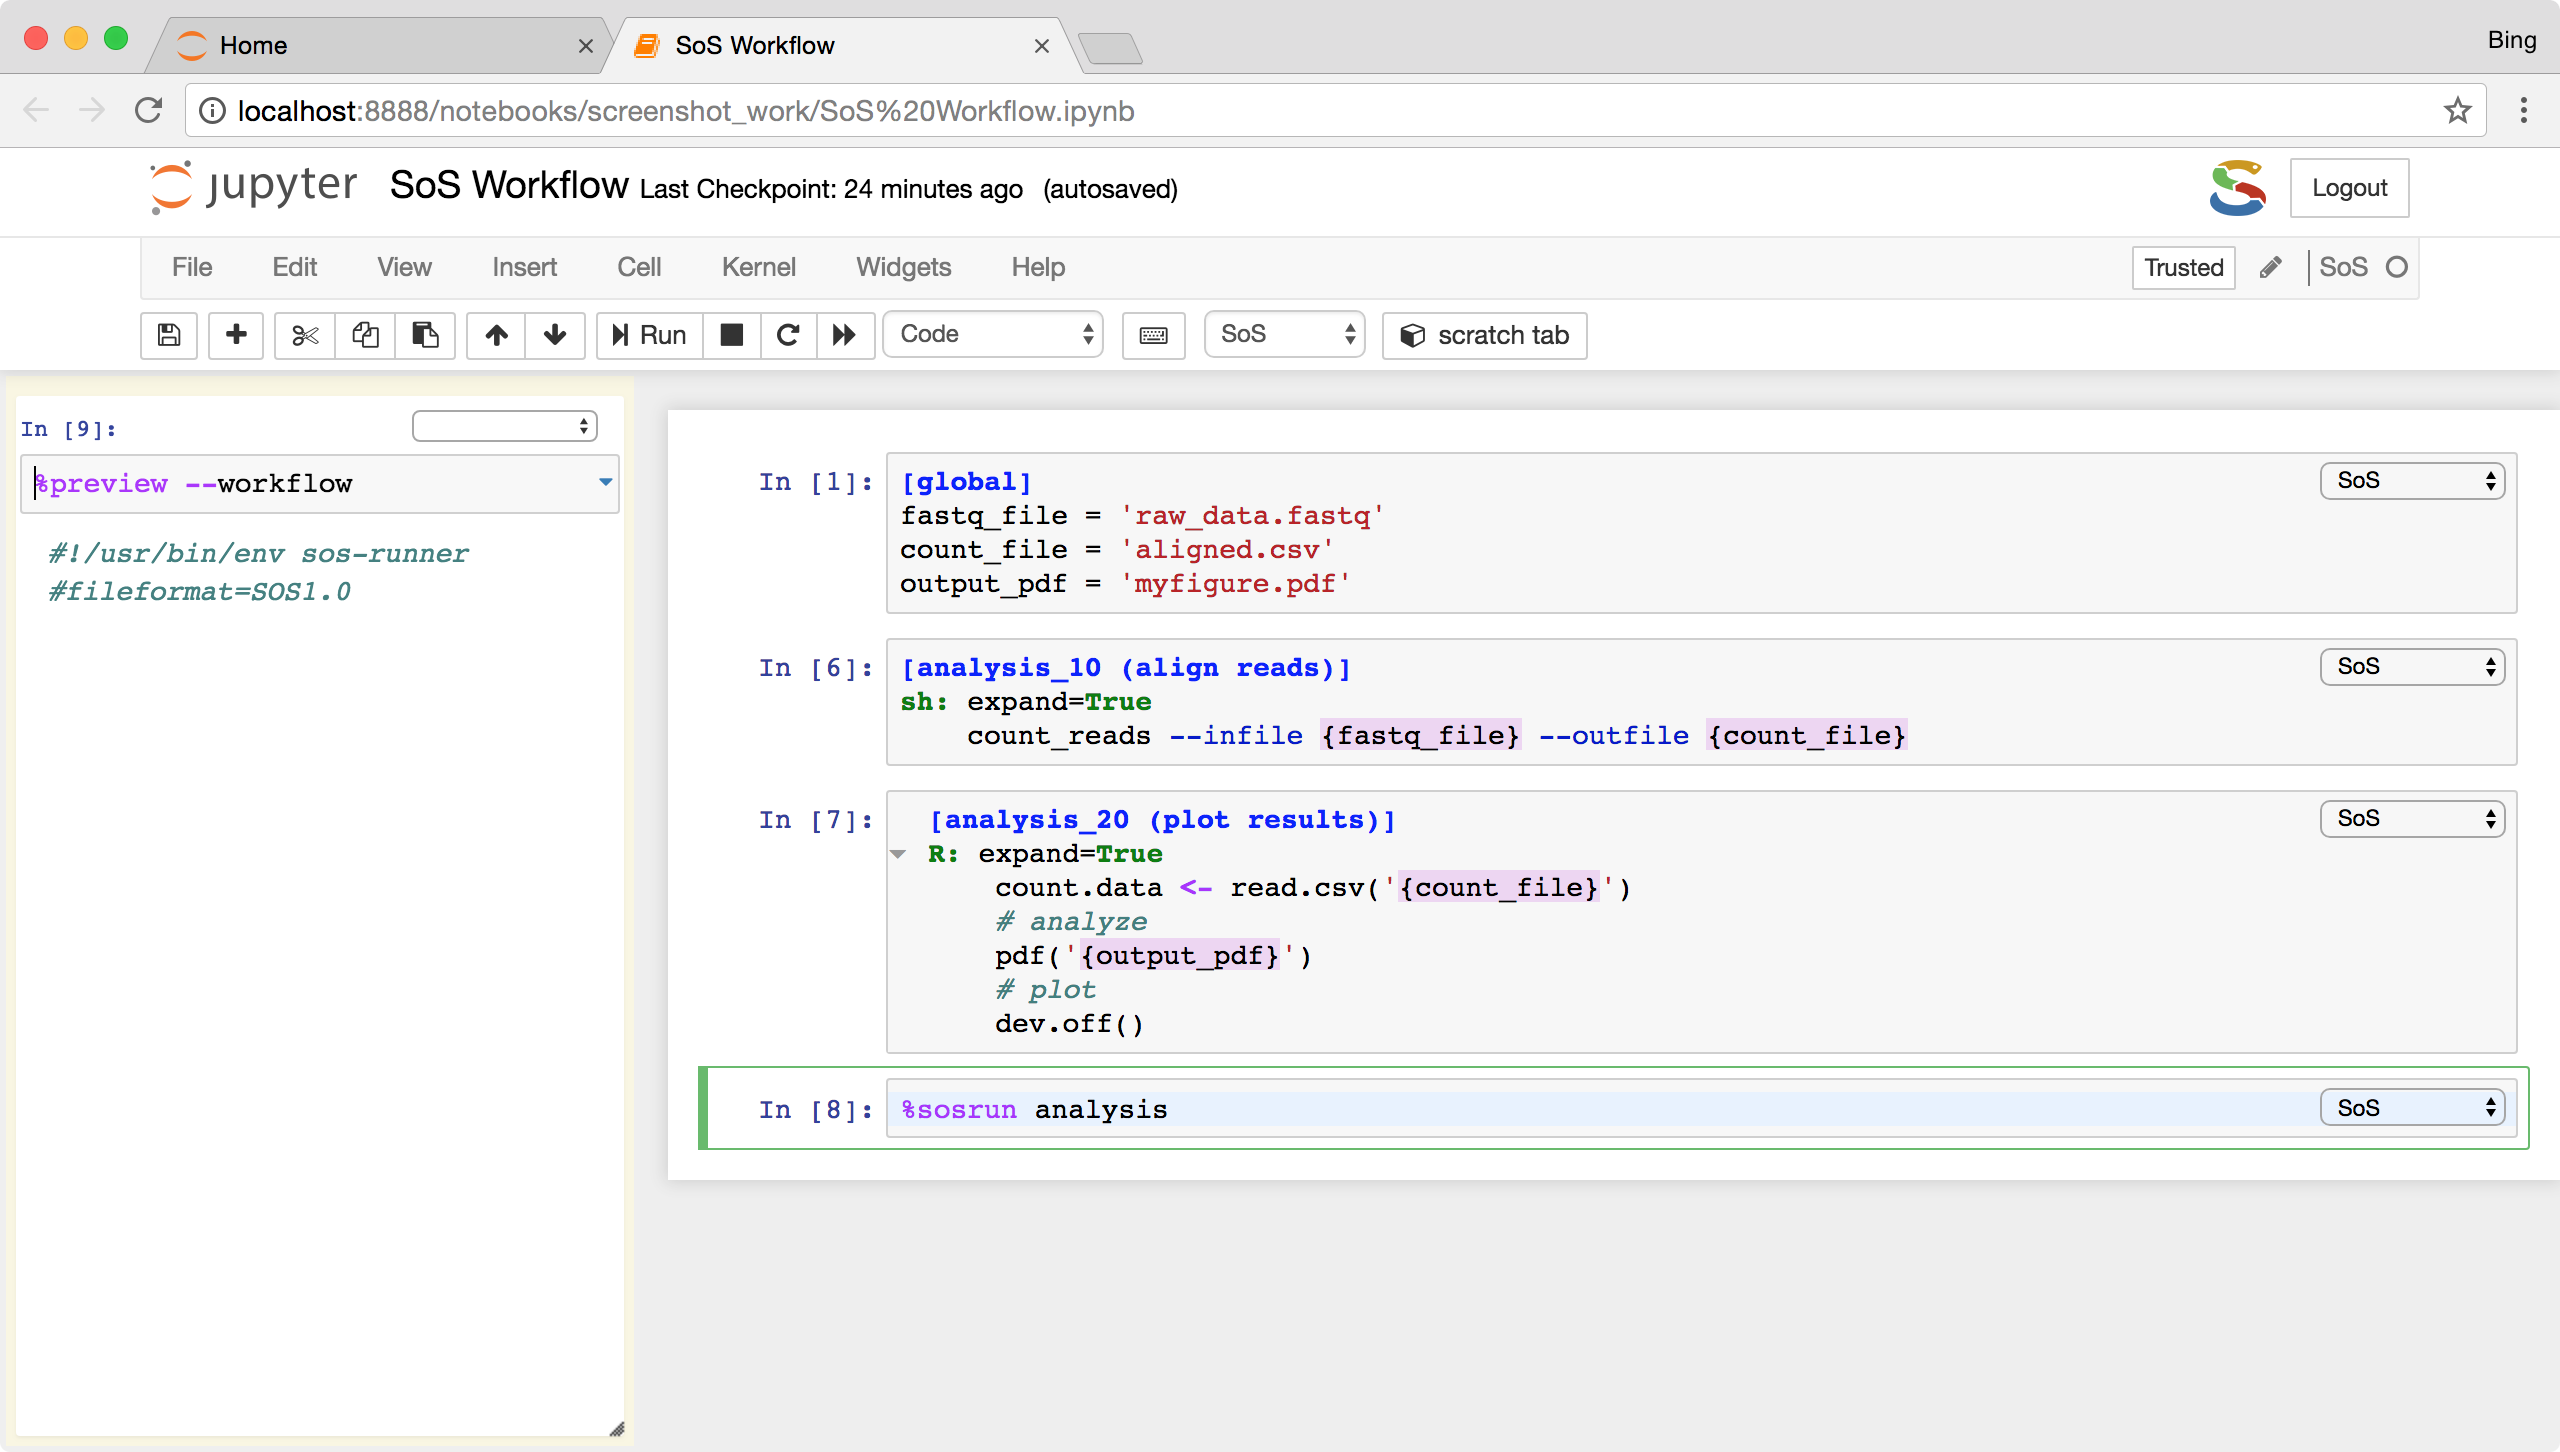 Home
SoS Workflow
Bing
localhost:8888/notebooks/screenshot_work/SoS%20Workflow.ipynb
jupyter SoS Workflow Last Checkpoint: 24 minutes ago (autosaved)
Logout
File Edit View Insert Cell Kernel Widgets Help
Trusted SoS
Run Code SoS scratch tab
In [9]:
%preview --workflow
#!/usr/bin/env sos-runner
#fileformat=SOS1.0
In [1]: [global] SoS
fastq_file = 'raw_data.fastq'
count_file = 'aligned.csv'
output_pdf = 'myfigure.pdf'
In [6]: [analysis_10 (align reads)] SoS
sh: expand=True
count_reads --infile {fastq_file} --outfile {count_file}
In [7]: [analysis_20 (plot results)] SoS
R: expand=True
count.data <- read.csv('{count_file}')
# analyze
pdf('{output_pdf}')
# plot
dev.off()
In [8]: %sosrun analysis SoS